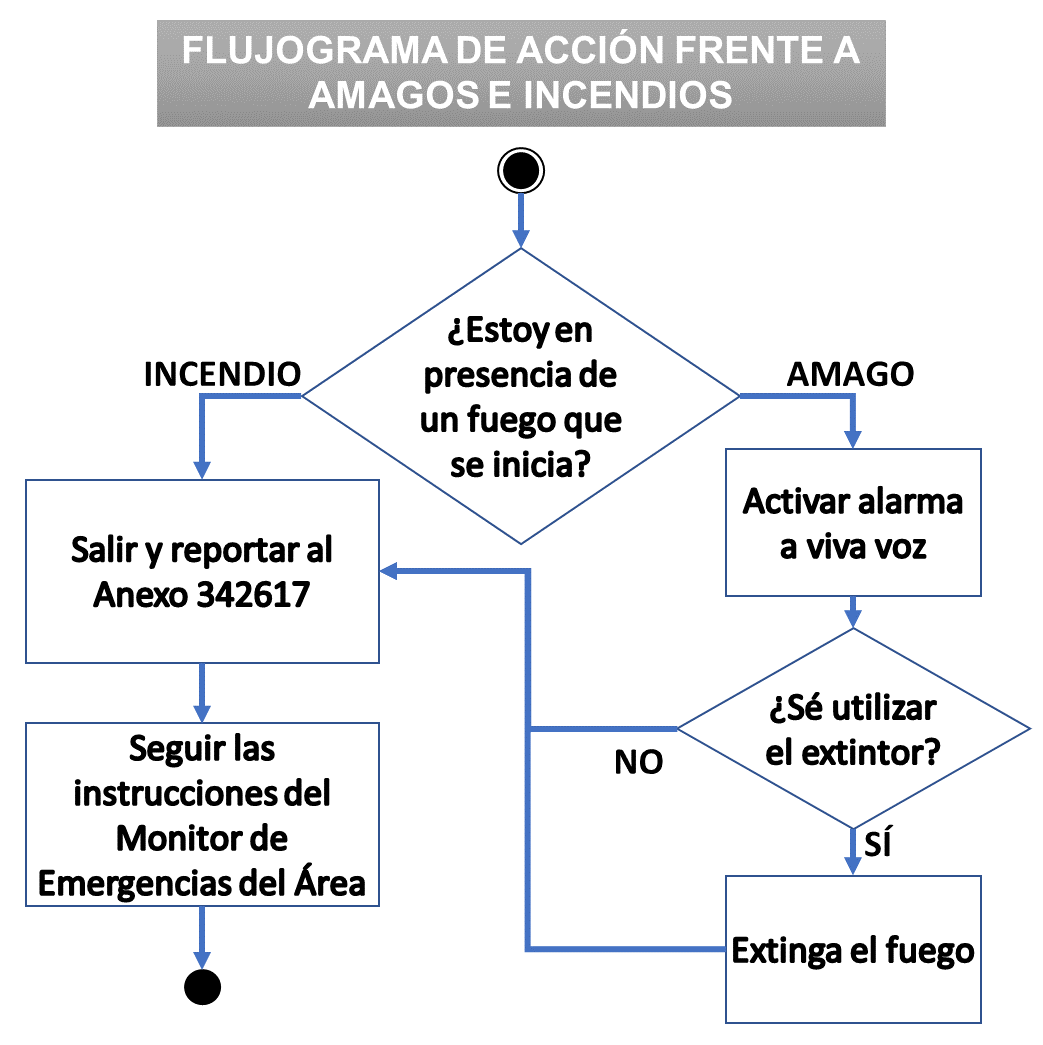 FLUJOGRAMA DE ACCIÓN FRENTE A
AMAGOS E INCENDIOS
¿Estoy en
presencia de
un fuego que
se inicia?
INCENDIO
AMAGO
Salir y reportar al
Anexo 342617
Activar alarma
a viva voz
¿Sé utilizar
el extintor?
NO
SÍ
Seguir las
instrucciones del
Monitor de
Emergencias del Área
Extinga el fuego